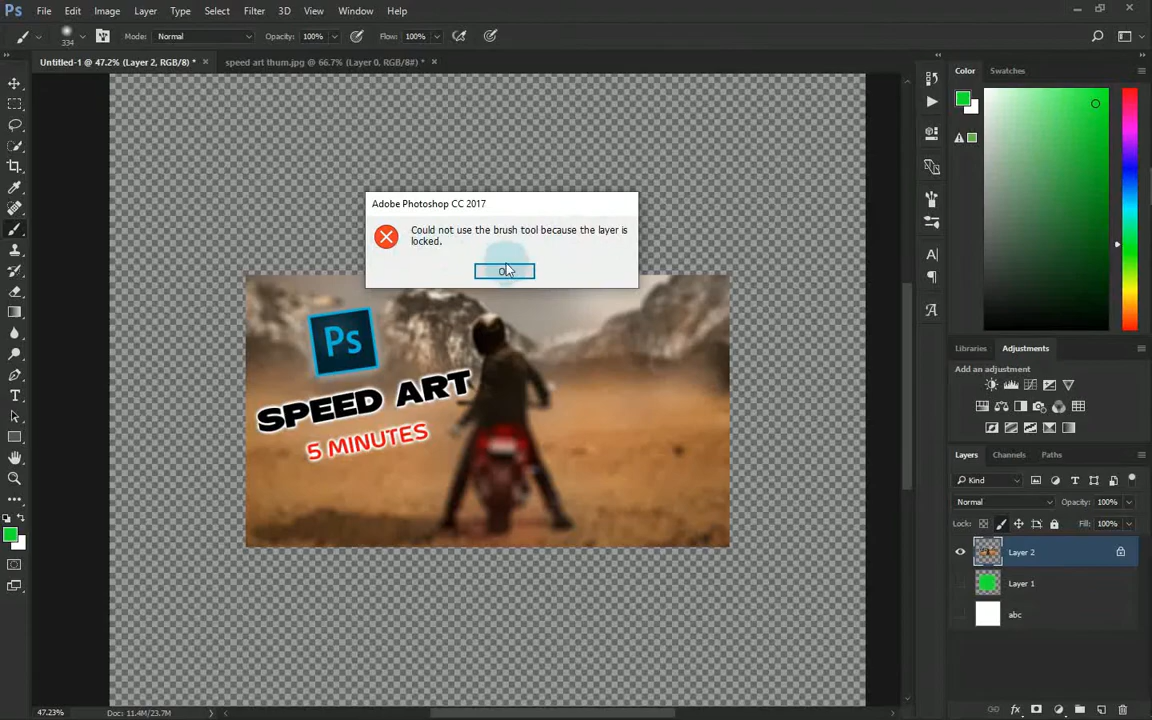 Ps File Edit Image Layer Type Select Filter 3D View Window Help
334 Mode: Normal Opacity: 100% Flow: 100%
Untitled-1 @ 47.2% (Layer 2, RGB/8) * × speed art thum.jpg @ 66.7% (Layer 0, RGB/8#) * ×
Color Swatches
Adobe Photoshop CC 2017
Could not use the brush tool because the layer is
locked.
Ps
SPEED ART
5 MINUTES
Libraries Adjustments
Add an adjustment
Layers Channels Paths
Kind
Normal Opacity: 100%
Lock: Fill: 100%
Layer 2
Layer 1
abc
47.23% Doc: 11.4M/23.7M